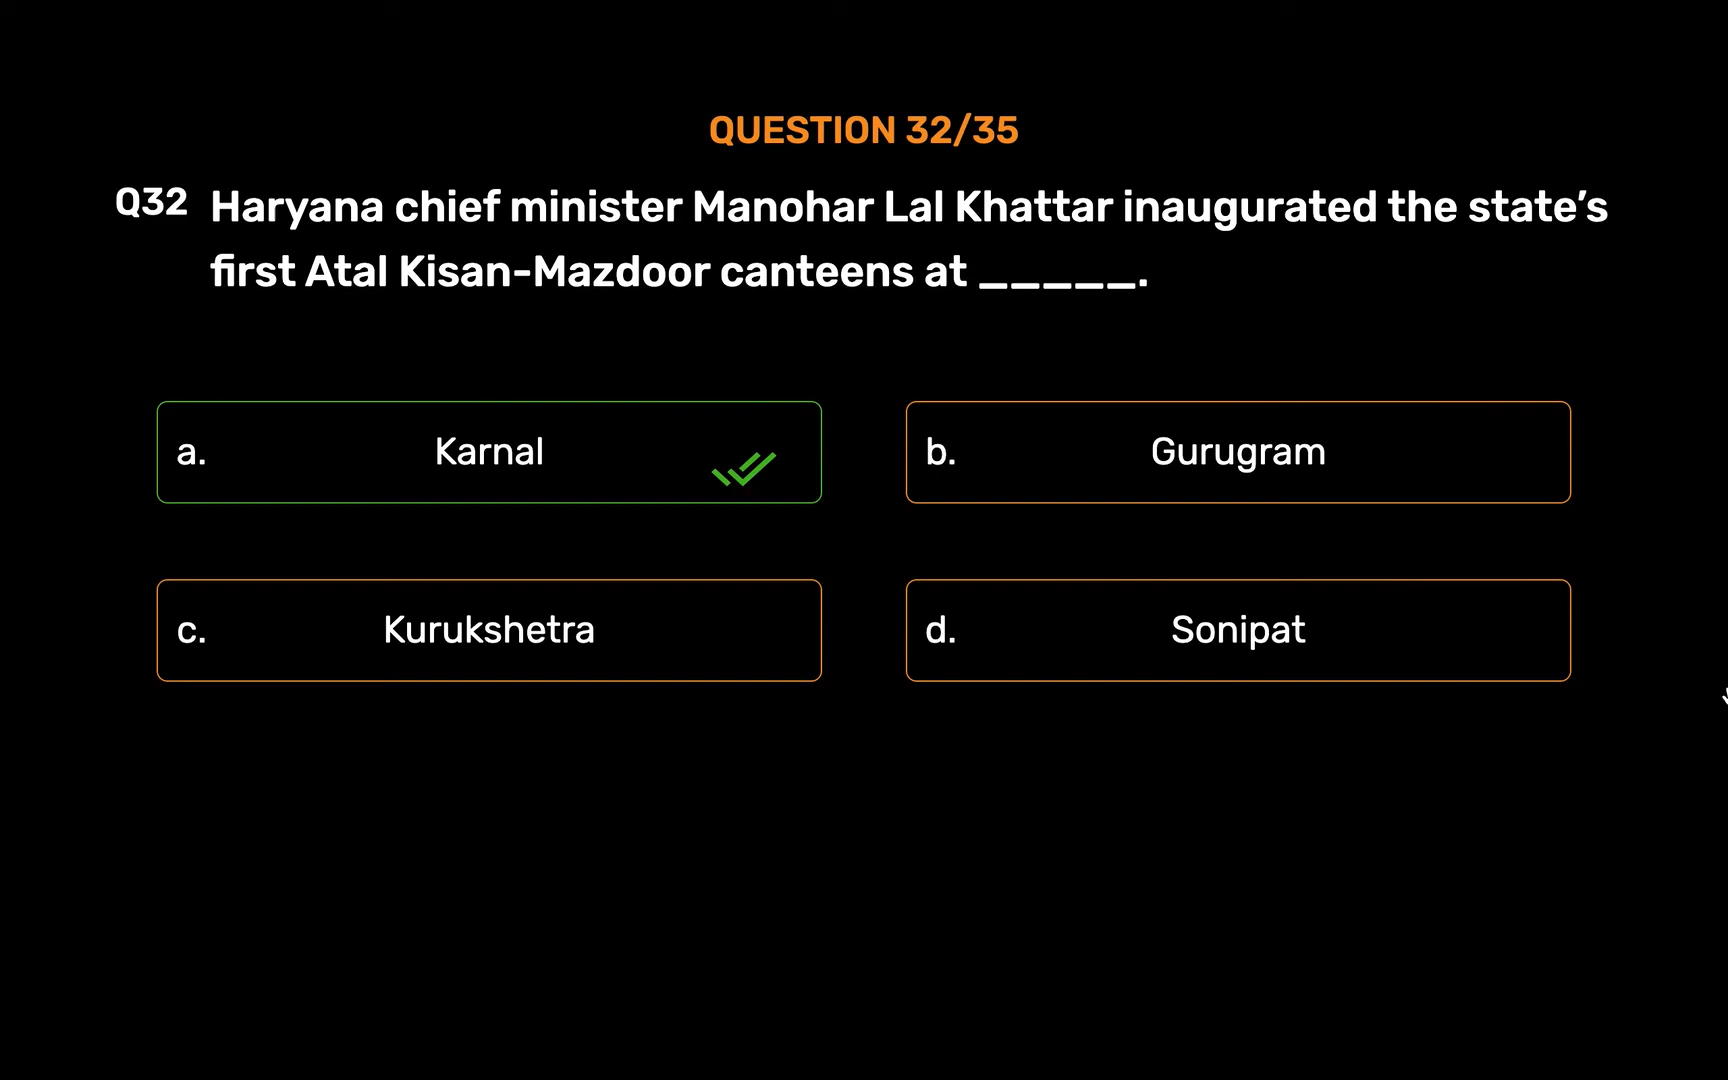 QUESTION 32/35
Q32 Haryana chief minister Manohar Lal Khattar inaugurated the state’s
first Atal Kisan-Mazdoor canteens at _____.
a. Karnal
b. Gurugram
c. Kurukshetra
d. Sonipat